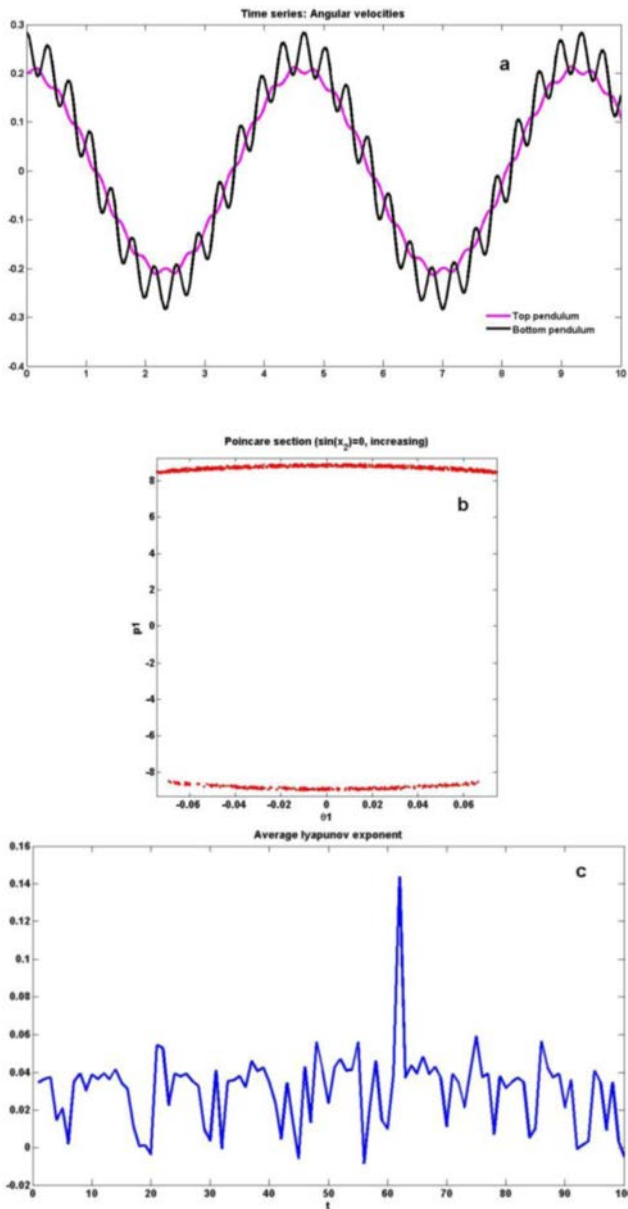 Time series: Angular velocities
a
0.3
0.2
0.1
0
-0.1
-0.2
-0.3
-0.4
Top pendulum
Bottom pendulum
0 1 2 3 4 5 6 7 8 9 10
Poincare section (sin(x2)=0, increasing)
b
8
6
4
2
0
-2
-4
-6
-8
p1
-0.06 -0.04 -0.02 0 0.02 0.04 0.06
θ1
Average lyapunov exponent
c
0.16
0.14
0.12
0.1
0.08
0.06
0.04
0.02
0
-0.02
0 10 20 30 40 50 60 70 80 90 100
t